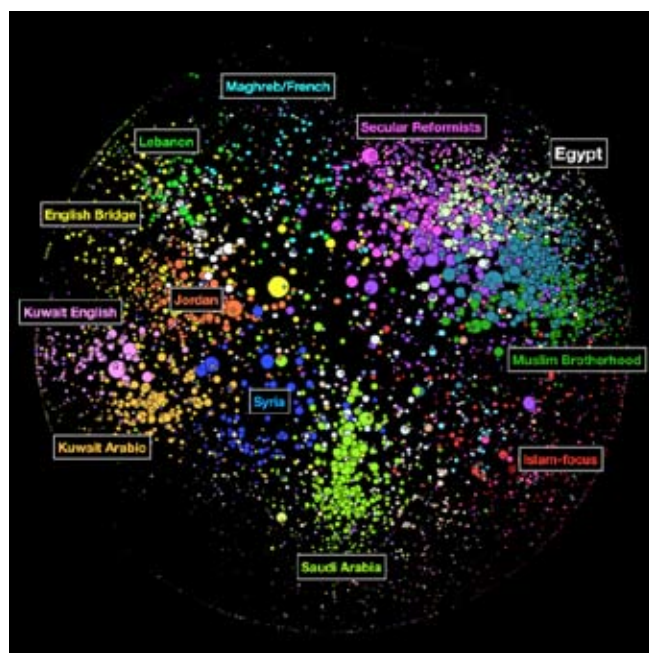 Maghreb/French
Secular Reformists
Lebanon
Egypt
English Bridge
Jordan
Kuwait English
Muslim Brotherhood
Syria
Kuwait Arabic
Islam-focus
Saudi Arabia